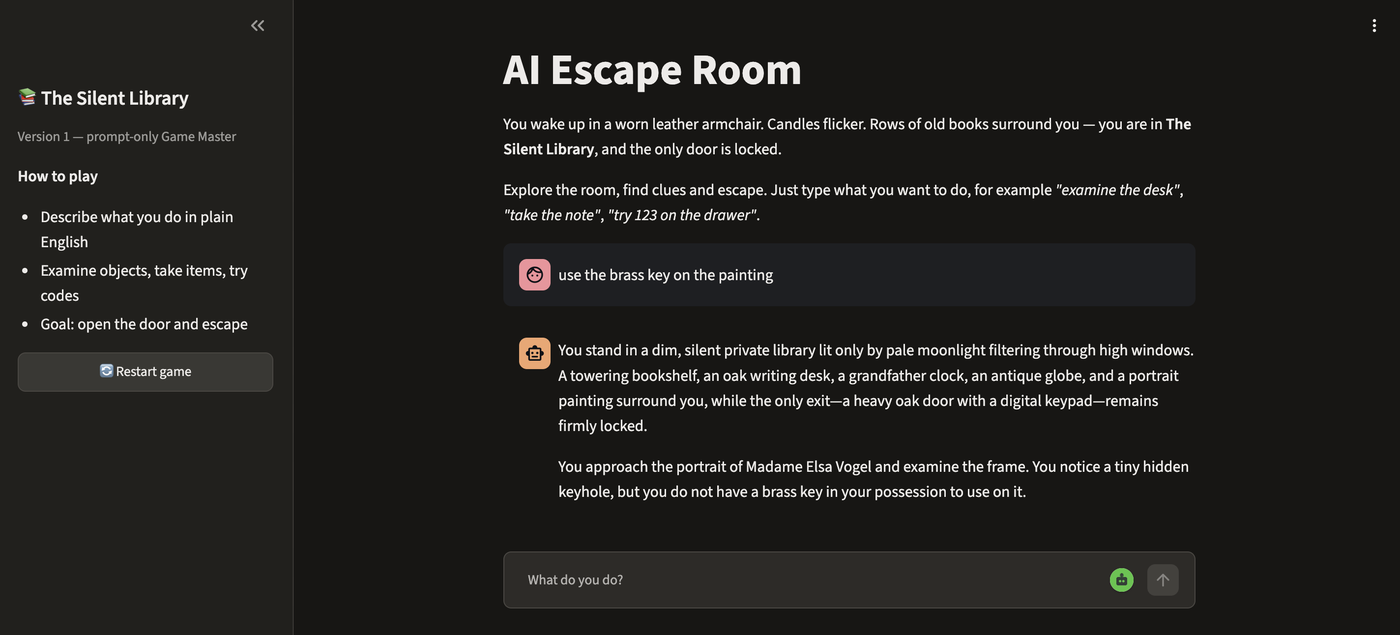 The Silent Library
Version 1 — prompt-only Game Master
How to play
Describe what you do in plain
English
Examine objects, take items, try
codes
Goal: open the door and escape
Restart game
AI Escape Room
You wake up in a worn leather armchair. Candles flicker. Rows of old books surround you — you are in The
Silent Library, and the only door is locked.
Explore the room, find clues and escape. Just type what you want to do, for example "examine the desk",
"take the note", "try 123 on the drawer".
use the brass key on the painting
You stand in a dim, silent private library lit only by pale moonlight filtering through high windows.
A towering bookshelf, an oak writing desk, a grandfather clock, an antique globe, and a portrait
painting surround you, while the only exit—a heavy oak door with a digital keypad—remains
firmly locked.
You approach the portrait of Madame Elsa Vogel and examine the frame. You notice a tiny hidden
keyhole, but you do not have a brass key in your possession to use on it.
What do you do?